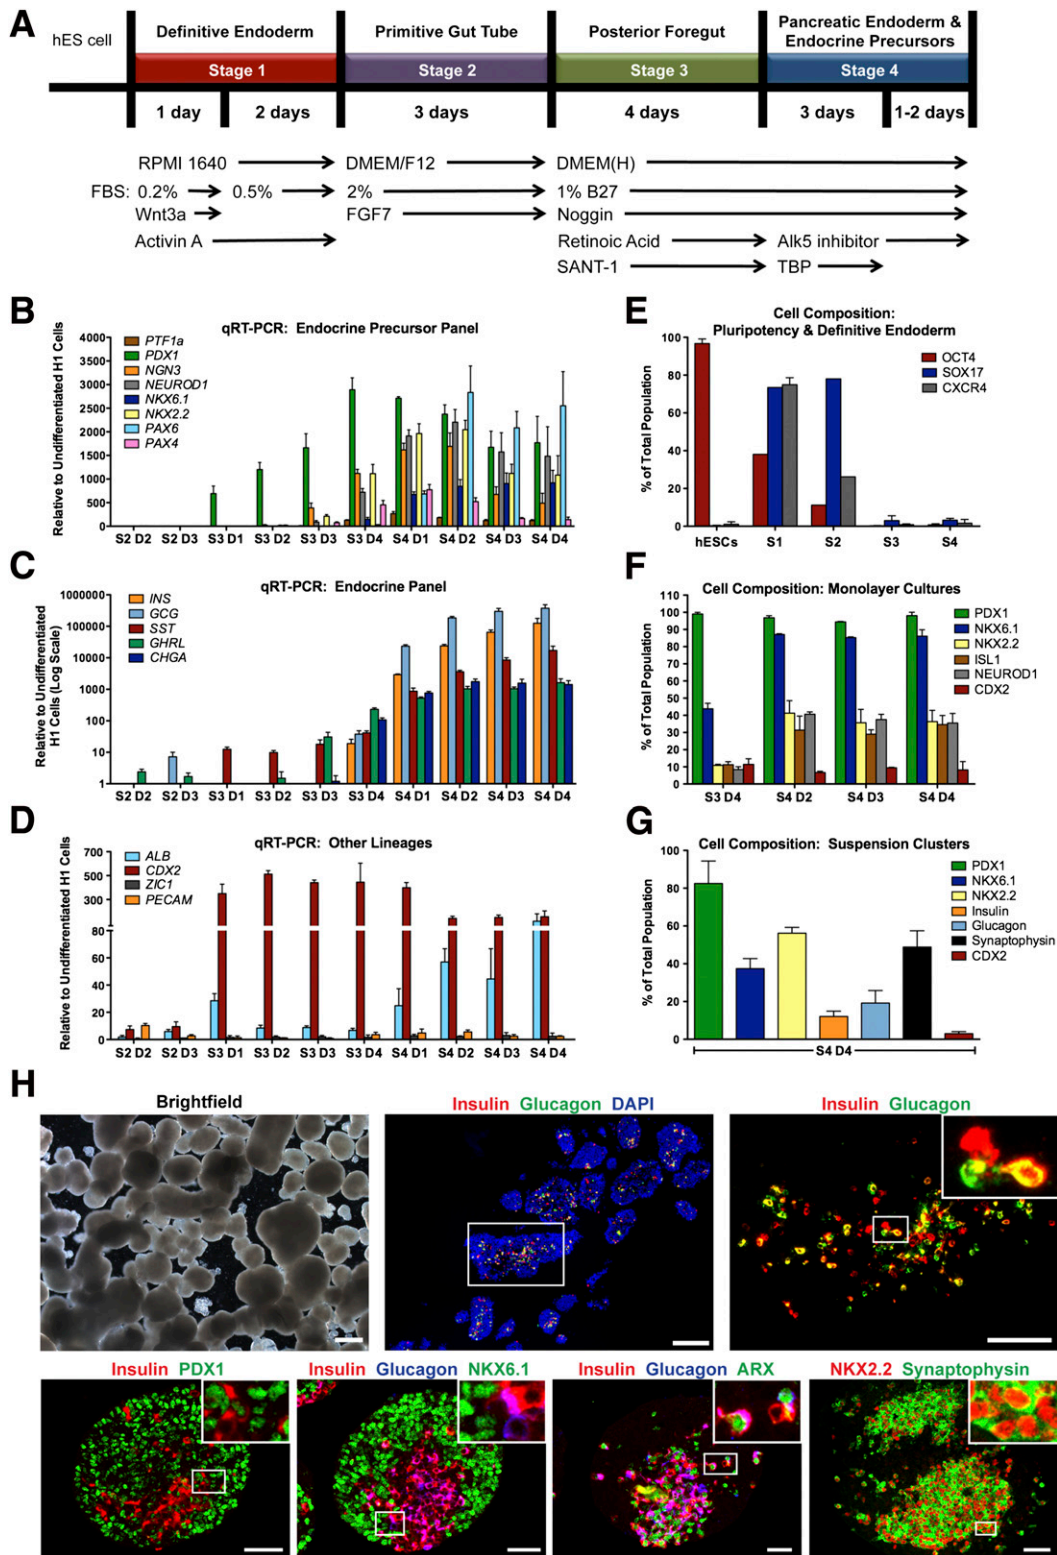 A
hES cell
Definitive Endoderm
Primitive Gut Tube
Posterior Foregut
Pancreatic Endoderm &
Endocrine Precursors
Stage 1
Stage 2
Stage 3
Stage 4
1 day
2 days
3 days
4 days
3 days
1-2 days
RPMI 1640
DMEM/F12
DMEM(H)
FBS: 0.2%
0.5%
2%
1% B27
Wnt3a
FGF7
Noggin
Activin A
Retinoic Acid
Alk5 inhibitor
SANT-1
TBP
B
qRT-PCR: Endocrine Precursor Panel
Relative to Undifferentiated H1 Cells
4000
3500
3000
2500
2000
1500
1000
500
0
PTF1a
PDX1
NGN3
NEUROD1
NKX6.1
NKX2.2
PAX6
PAX4
S2 D2
S2 D3
S3 D1
S3 D2
S3 D3
S3 D4
S4 D1
S4 D2
S4 D3
S4 D4
C
qRT-PCR: Endocrine Panel
Relative to Undifferentiated
H1 Cells (Log Scale)
1000000
100000
10000
1000
100
10
1
INS
GCG
SST
GHRL
CHGA
S2 D2
S2 D3
S3 D1
S3 D2
S3 D3
S3 D4
S4 D1
S4 D2
S4 D3
S4 D4
D
qRT-PCR: Other Lineages
Relative to Undifferentiated H1 Cells
700
500
300
80
60
40
20
0
ALB
CDX2
ZIC1
PECAM
S2 D2
S2 D3
S3 D1
S3 D2
S3 D3
S3 D4
S4 D1
S4 D2
S4 D3
S4 D4
E
Cell Composition:
Pluripotency & Definitive Endoderm
% of Total Population
100
80
60
40
20
0
OCT4
SOX17
CXCR4
hESCs
S1
S2
S3
S4
F
Cell Composition: Monolayer Cultures
% of Total Population
110
100
90
80
70
60
50
40
30
20
10
0
PDX1
NKX6.1
NKX2.2
ISL1
NEUROD1
CDX2
S3 D4
S4 D2
S4 D3
S4 D4
G
Cell Composition: Suspension Clusters
% of Total Population
100
80
60
40
20
0
PDX1
NKX6.1
NKX2.2
Insulin
Glucagon
Synaptophysin
CDX2
S4 D4
H
Brightfield
Insulin Glucagon DAPI
Insulin Glucagon
Insulin PDX1
Insulin Glucagon NKX6.1
Insulin Glucagon ARX
NKX2.2 Synaptophysin